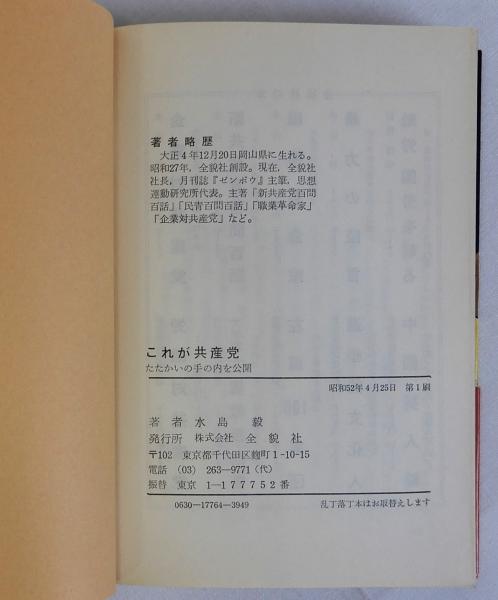 著者略歴
大正4年12月20日岡山県に生れる。
昭和27年，全貌社創設。現在，全貌社
社長，月刊誌『ゼンボウ』主筆，思想
運動研究所代表。主著「新共産党百問
百話」「民青百問百話」「職業革命家」
「企業対共産党」など。
これが共産党
たたかいの手の内を公開
昭和52年4月25日 第1刷
著者 水島 毅
発行所 株式会社 全貌社
〒102 東京都千代田区麹町1-10-15
電話 (03) 263-9771(代)
振替 東京 1-177752番
0630-17764-3949 乱丁落丁本はお取替えします